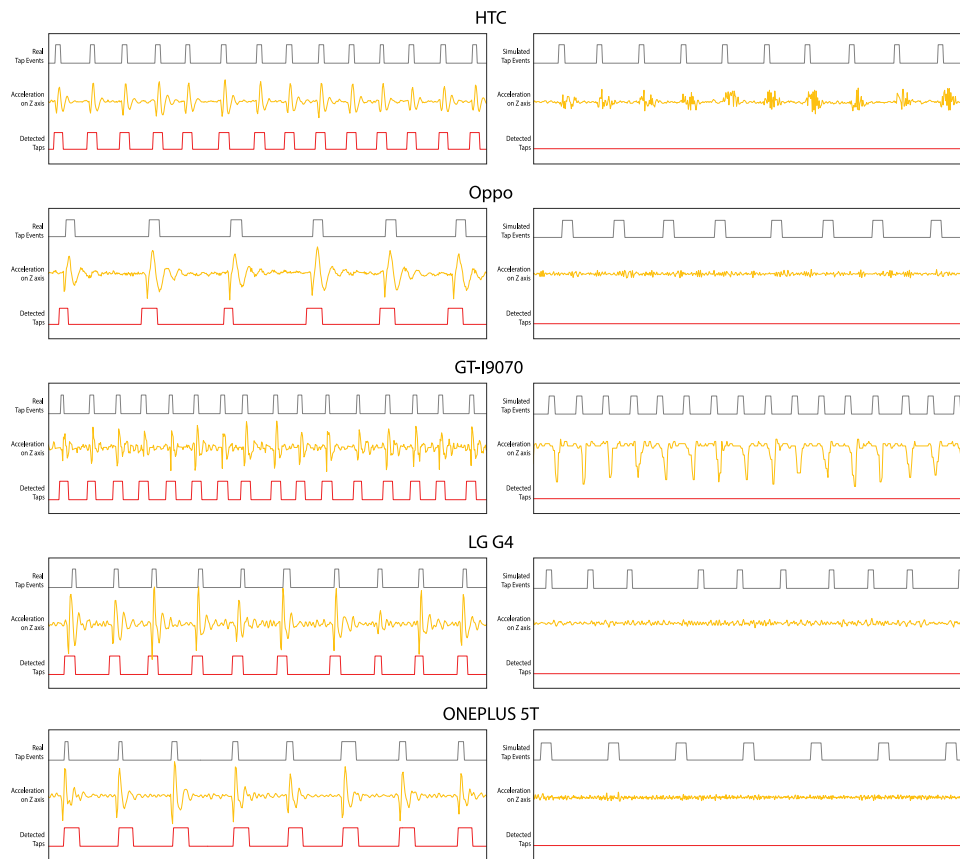 HTC
Real
Tap Events
Acceleration
on Z axis
Detected
Taps
Simulated
Tap Events
Acceleration
on Z axis
Detected
Taps
Oppo
Real
Tap Events
Acceleration
on Z axis
Detected
Taps
Simulated
Tap Events
Acceleration
on Z axis
Detected
Taps
GT-I9070
Real
Tap Events
Acceleration
on Z axis
Detected
Taps
Simulated
Tap Events
Acceleration
on Z axis
Detected
Taps
LG G4
Real
Tap Events
Acceleration
on Z axis
Detected
Taps
Simulated
Tap Events
Acceleration
on Z axis
Detected
Taps
ONEPLUS 5T
Real
Tap Events
Acceleration
on Z axis
Detected
Taps
Simulated
Tap Events
Acceleration
on Z axis
Detected
Taps